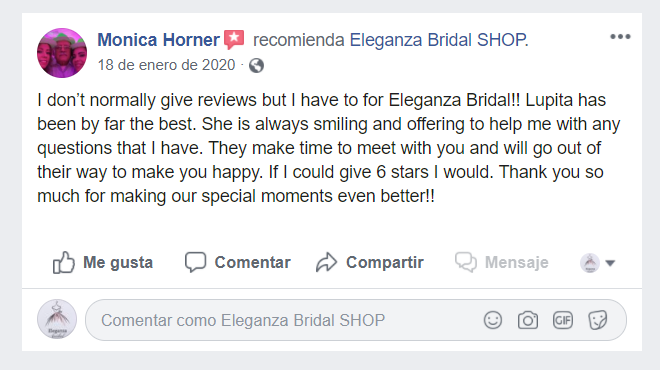 Monica Horner recomienda Eleganza Bridal SHOP.
18 de enero de 2020 ·
I don't normally give reviews but I have to for Eleganza Bridal!! Lupita has
been by far the best. She is always smiling and offering to help me with any
questions that I have. They make time to meet with you and will go out of
their way to make you happy. If I could give 6 stars I would. Thank you so
much for making our special moments even better!!
Me gusta Comentar Compartir Mensaje
Comentar como Eleganza Bridal SHOP GIF